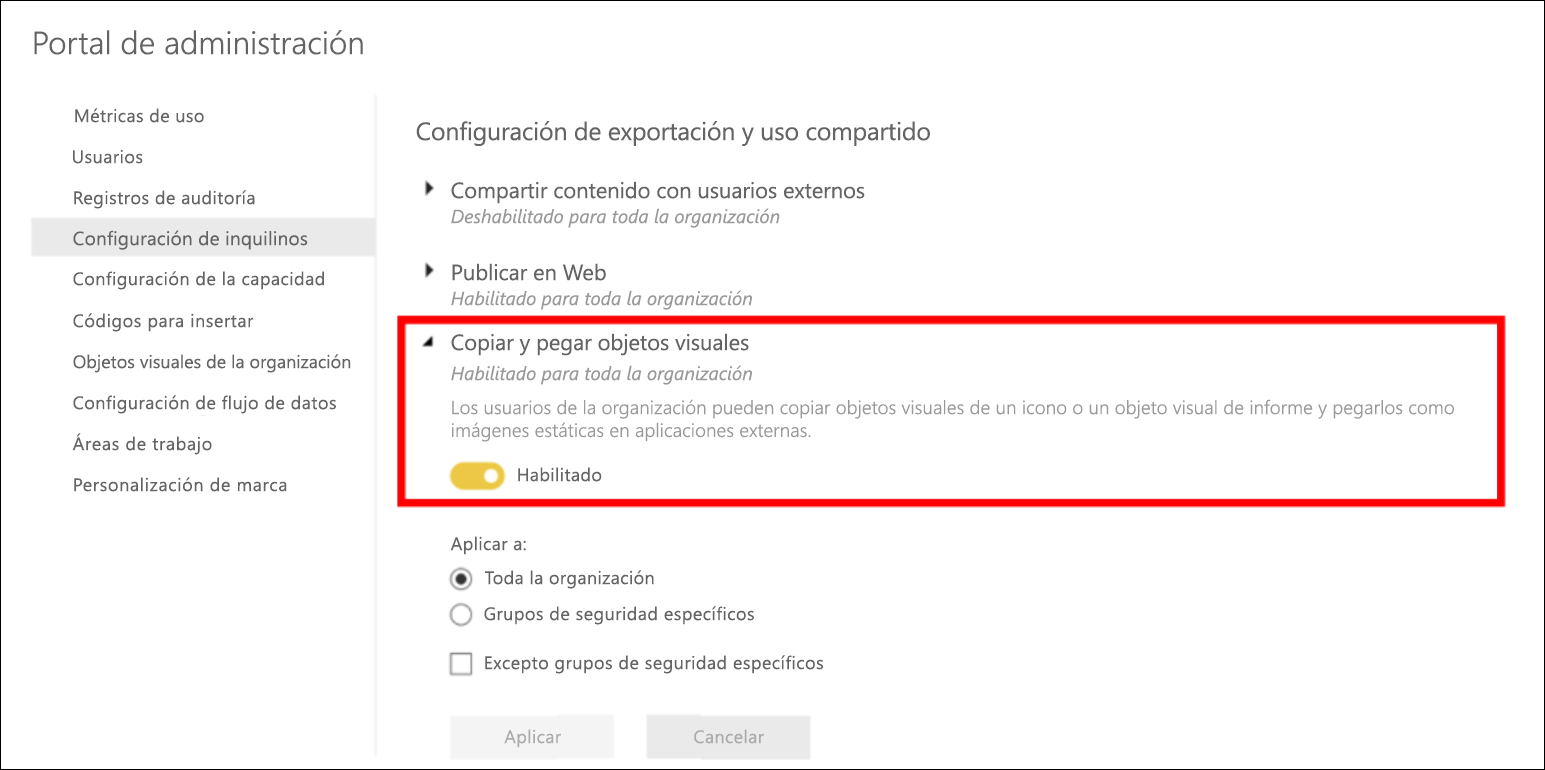 Portal de administración
Métricas de uso
Usuarios
Registros de auditoría
Configuración de inquilinos
Configuración de la capacidad
Códigos para insertar
Objetos visuales de la organización
Configuración de flujo de datos
Áreas de trabajo
Personalización de marca
Configuración de exportación y uso compartido
Compartir contenido con usuarios externos
Deshabilitado para toda la organización
Publicar en Web
Habilitado para toda la organización
Copiar y pegar objetos visuales
Habilitado para toda la organización
Los usuarios de la organización pueden copiar objetos visuales de un icono o un objeto visual de informe y pegarlos como
imágenes estáticas en aplicaciones externas.
Habilitado
Aplicar a:
Toda la organización
Grupos de seguridad específicos
Excepto grupos de seguridad específicos
Aplicar
Cancelar